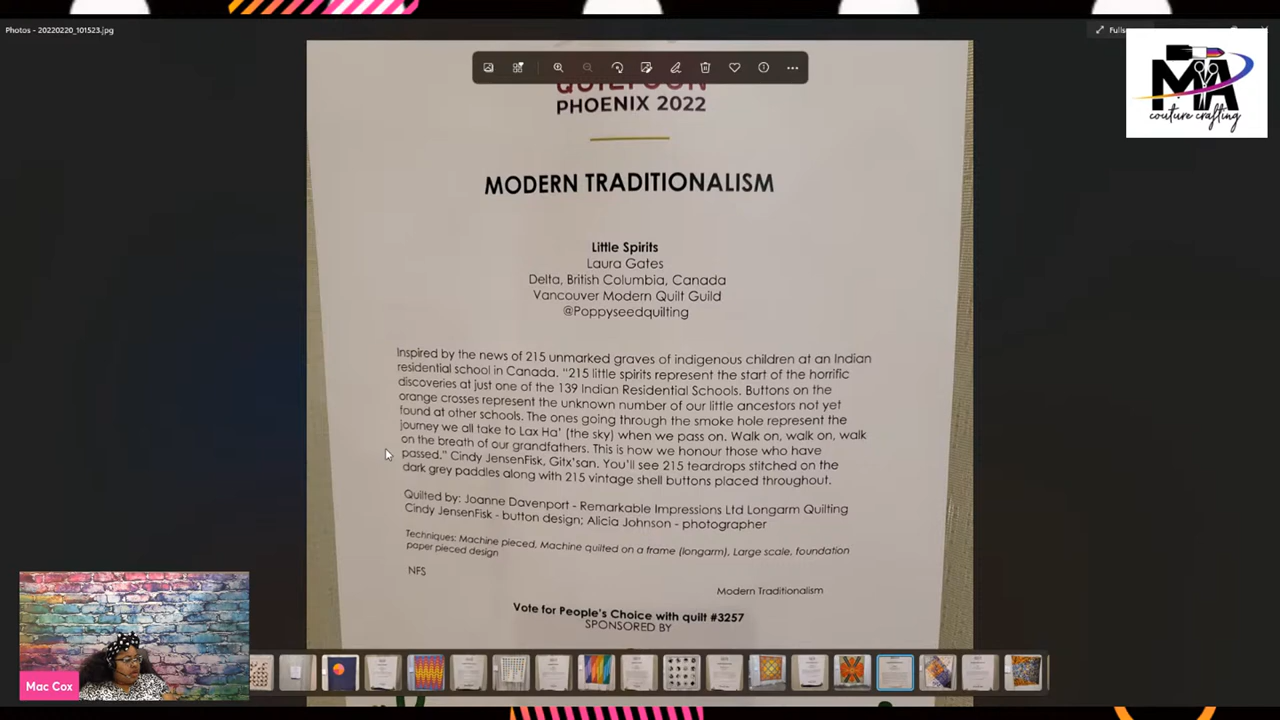 Photos - 20220220_101523.jpg
MA
couture crafting
QUILTCON
PHOENIX 2022
MODERN TRADITIONALISM
Little Spirits
Laura Gates
Delta, British Columbia, Canada
Vancouver Modern Quilt Guild
@Poppyseedquilting
Inspired by the news of 215 unmarked graves of indigenous children at an Indian
residential school in Canada. "215 little spirits represent the start of the horrific
discoveries at just one of the 139 Indian Residential Schools. Buttons on the
orange crosses represent the unknown number of our little ancestors not yet
found at other schools. The ones going through the smoke hole represent the
journey we all take to Lax Ha' (the sky) when we pass on. Walk on, walk on, walk
on the breath of our grandfathers. This is how we honour those who have
passed." Cindy JensenFisk, Gitx'san. You'll see 215 teardrops stitched on the
dark grey paddles along with 215 vintage shell buttons placed throughout.
Quilted by: Joanne Davenport - Remarkable Impressions Ltd Longarm Quilting
Cindy JensenFisk - button design; Alicia Johnson - photographer
Techniques: Machine pieced, Machine quilted on a frame (longarm), Large scale, foundation
paper pieced design
NFS
Modern Traditionalism
Vote for People's Choice with quilt #3257
SPONSORED BY
Mac Cox